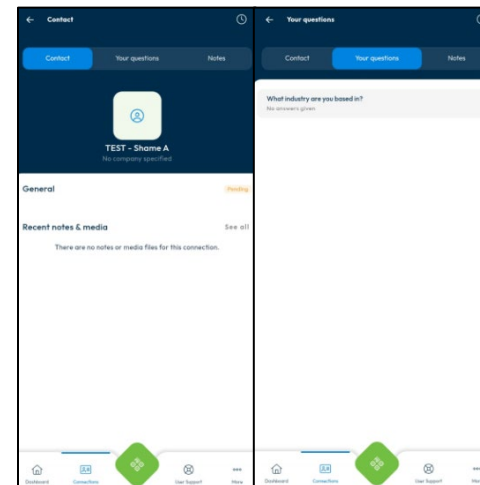 Contact
Contact Your questions Notes
TEST - Shame A
No company specified
General Pending
Recent notes & media See all
There are no notes or media files for this connection.
Dashboard Connections User Support More
Your questions
Contact Your questions Notes
What industry are you based in?
No answers given
Dashboard Connections User Support More